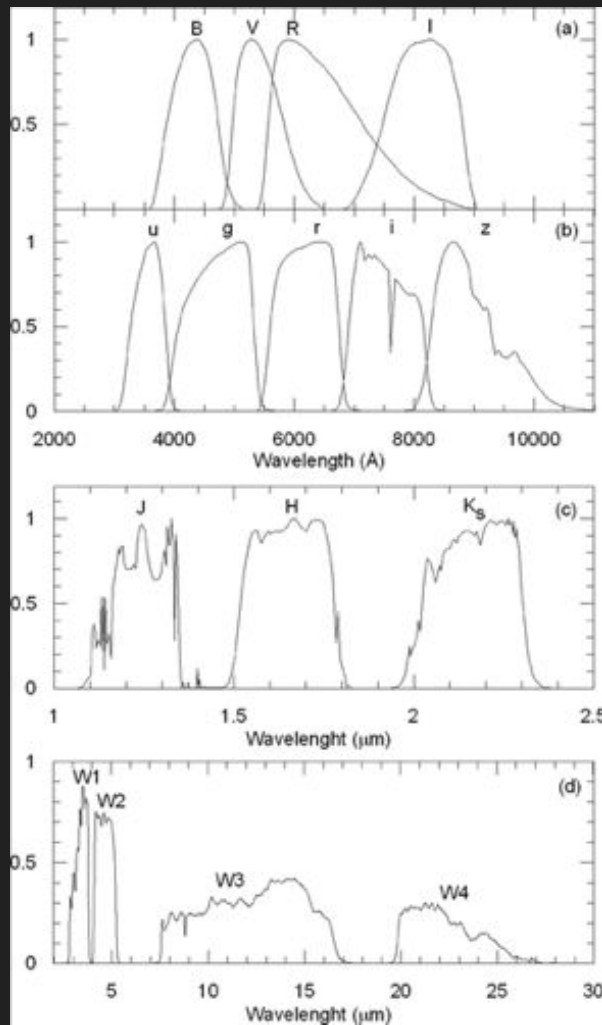 B V R I (a)
1
0.5
0
u g r i z (b)
1
0.5
0
2000 4000 6000 8000 10000
Wavelength (A)
J H Ks (c)
1
0.5
0
1 1.5 2 2.5
Wavelenght (μm)
W1 (d)
1
W2
0.5
W3 W4
0
5 10 15 20 25 30
Wavelenght (μm)